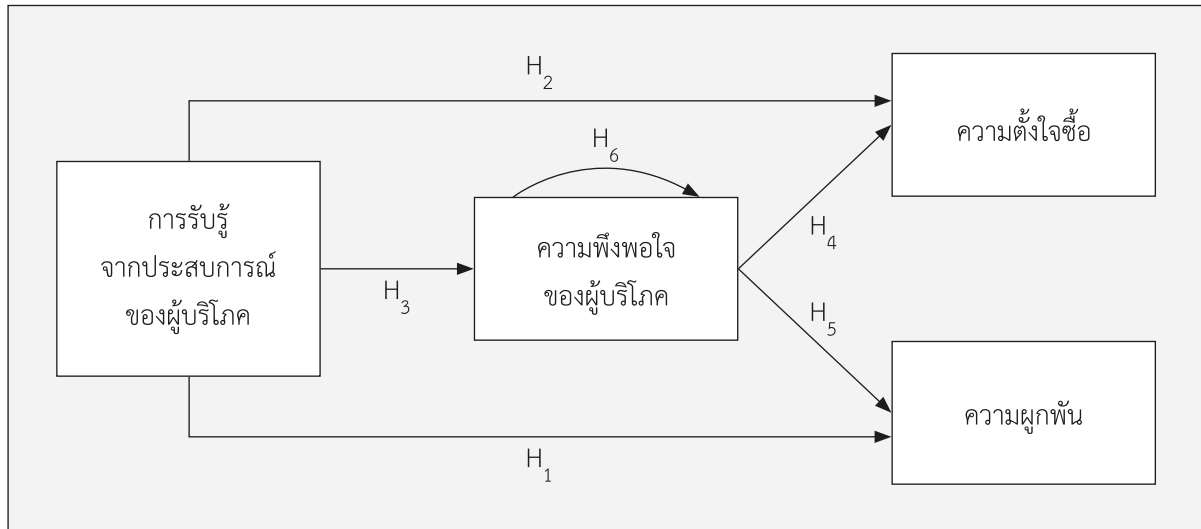 H2
ความตั้งใจซื้อ
H6
การรับรู้
จากประสบการณ์
ของผู้บริโภค
ความพึงพอใจ
ของผู้บริโภค
H4
H3
H5
ความผูกพัน
H1